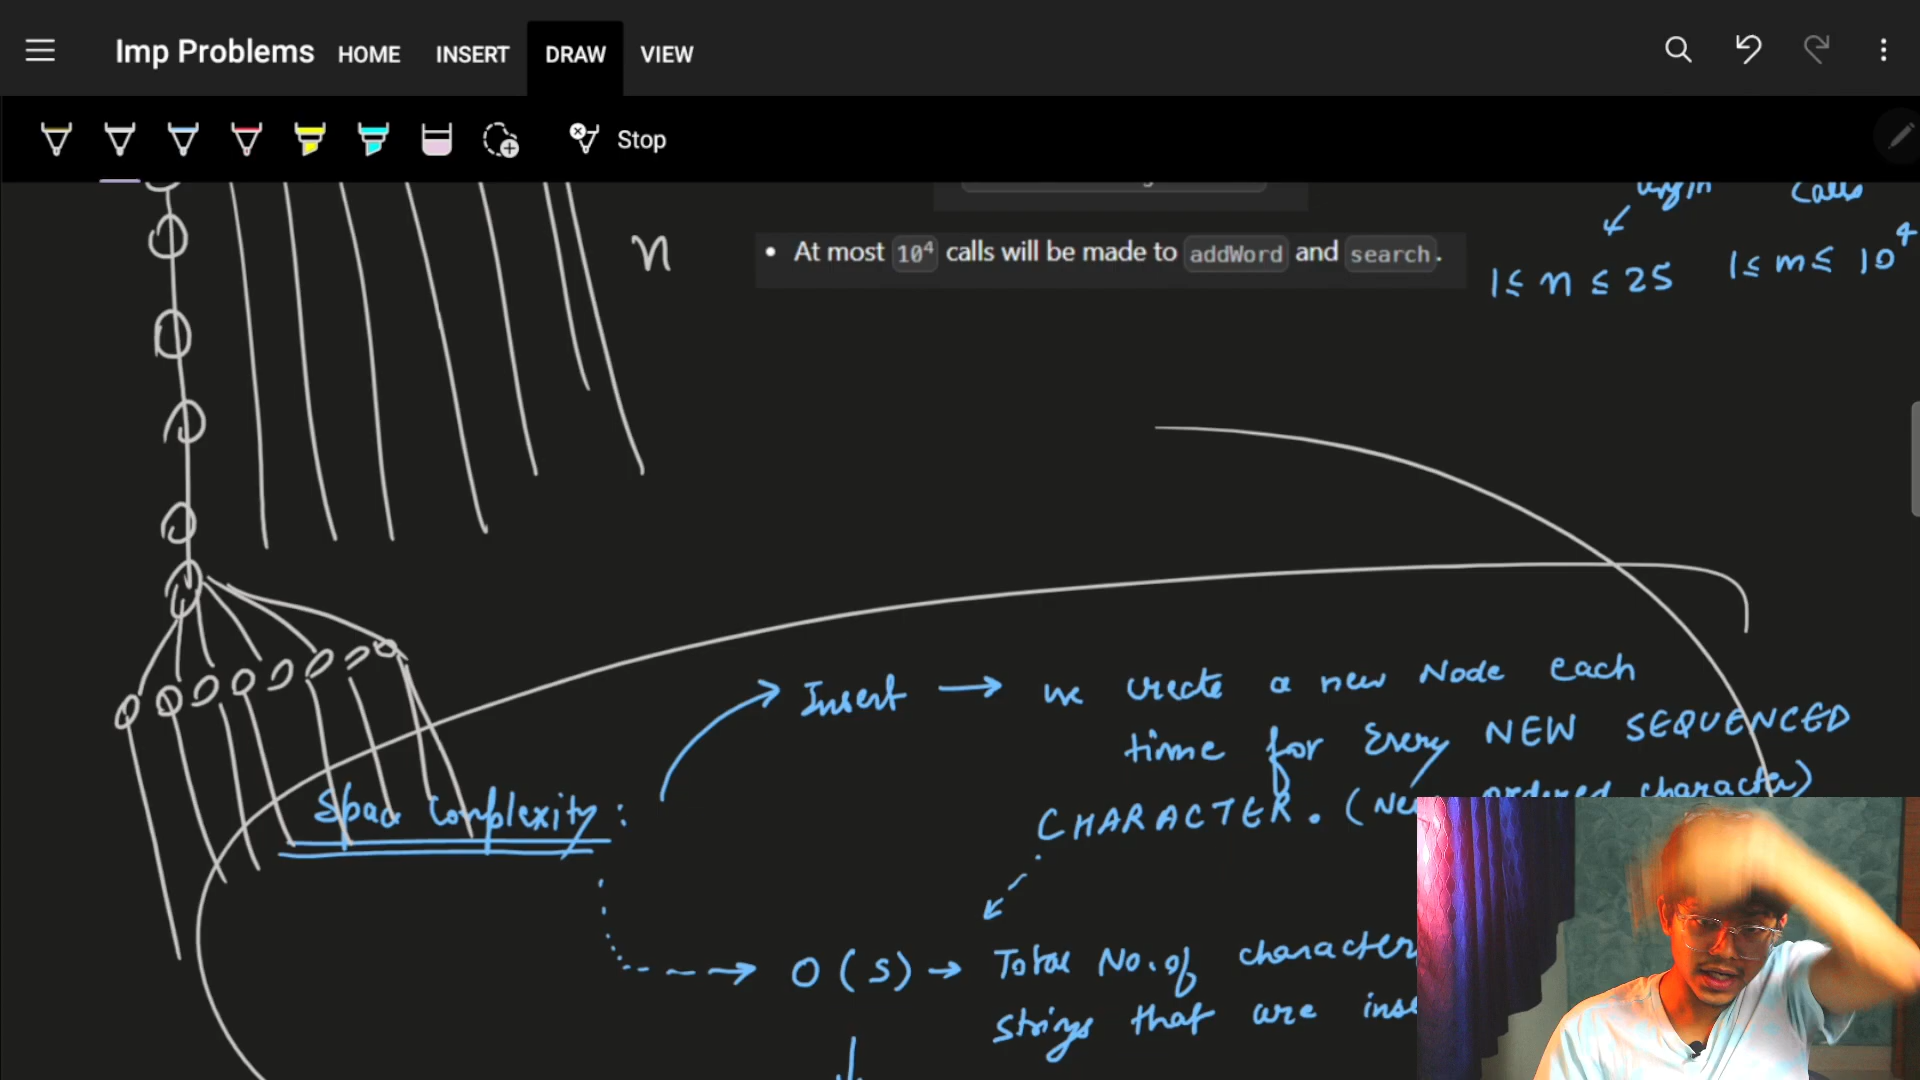 Imp Problems HOME INSERT DRAW VIEW
Stop
length calls
n
• At most 10⁴ calls will be made to addWord and search.
1 ≤ n ≤ 25 1 ≤ m ≤ 10⁴
Insert → we create a new Node each
time for Every NEW SEQUENCED
CHARACTER. (New ordered character)
Space Complexity :
O(S) → Total No. of character
strings that are inse